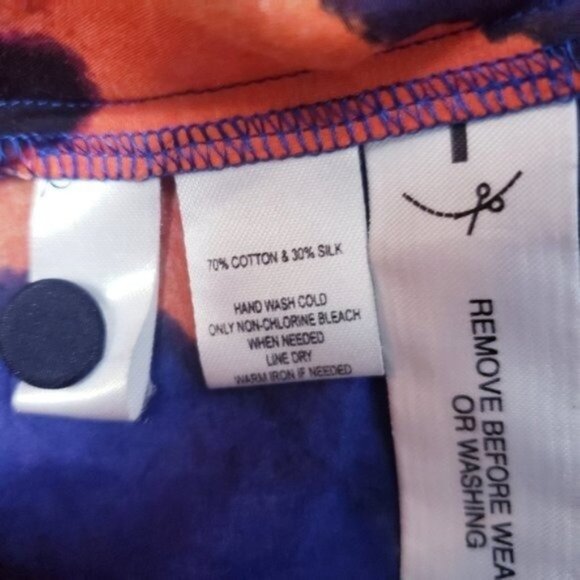 70% COTTON & 30% SILK
HAND WASH COLD
ONLY NON-CHLORINE BLEACH
WHEN NEEDED
LINE DRY
WARM IRON IF NEEDED
REMOVE BEFORE WEA
OR WASHING